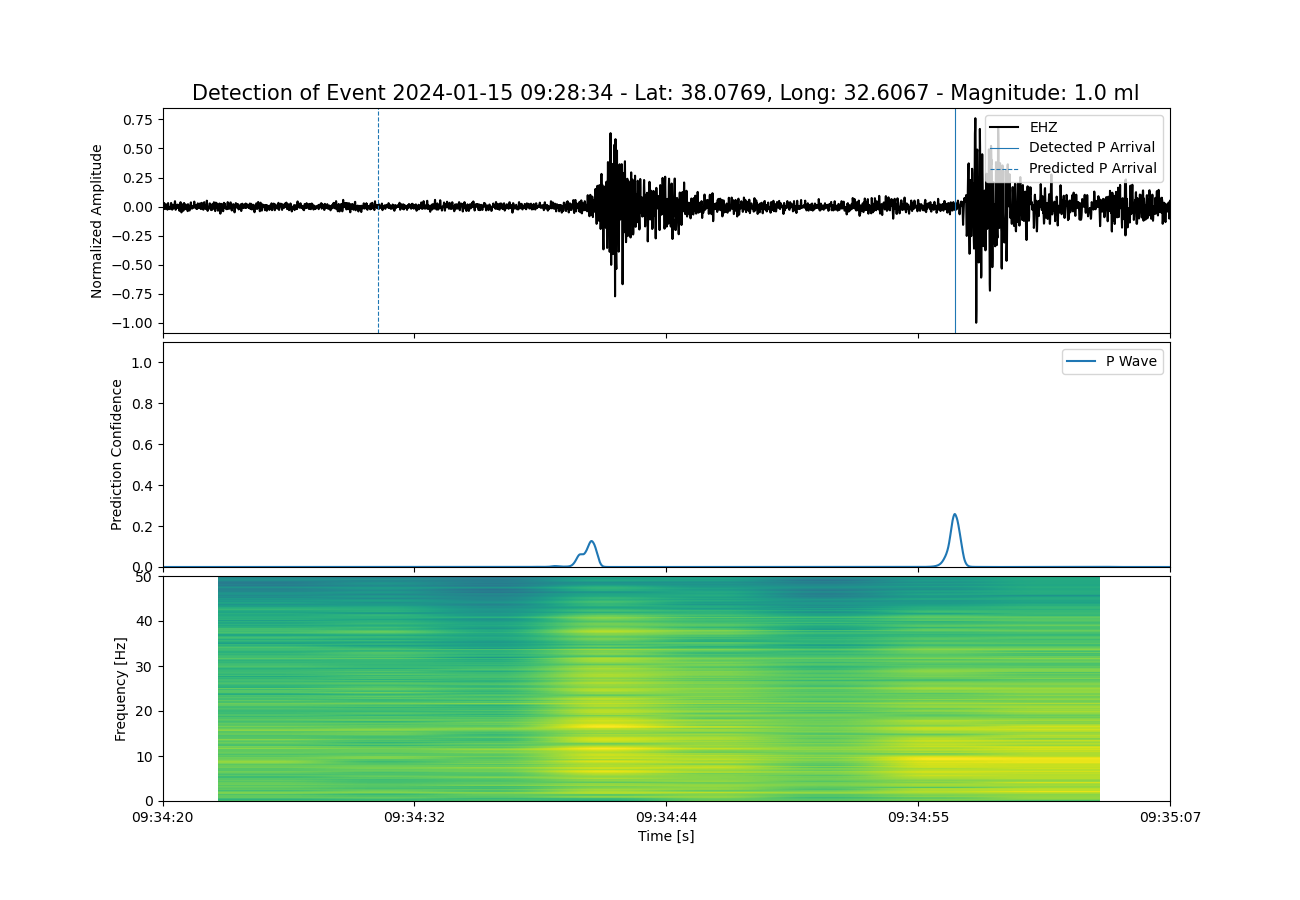 Detection of Event 2024-01-15 09:28:34 - Lat: 38.0769, Long: 32.6067 - Magnitude: 1.0 ml
Normalized Amplitude
0.75
0.50
0.25
0.00
−0.25
−0.50
−0.75
−1.00
EHZ
Detected P Arrival
Predicted P Arrival
Prediction Confidence
1.0
0.8
0.6
0.4
0.2
0.0
P Wave
Frequency [Hz]
50
40
30
20
10
0
09:34:20
09:34:32
09:34:44
09:34:55
09:35:07
Time [s]